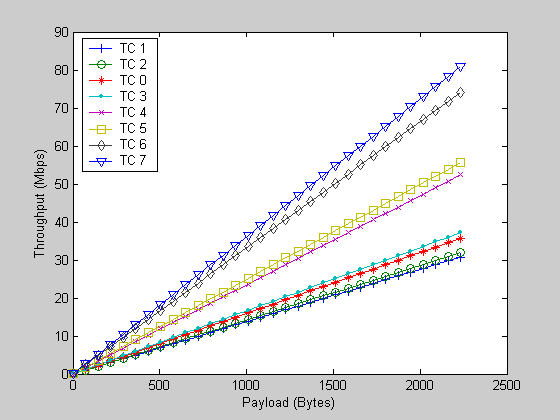 90
80
70
60
50
40
30
20
10
0
Throughput (Mbps)
TC 1
TC 2
TC 0
TC 3
TC 4
TC 5
TC 6
TC 7
0
500
1000
1500
2000
2500
Payload (Bytes)